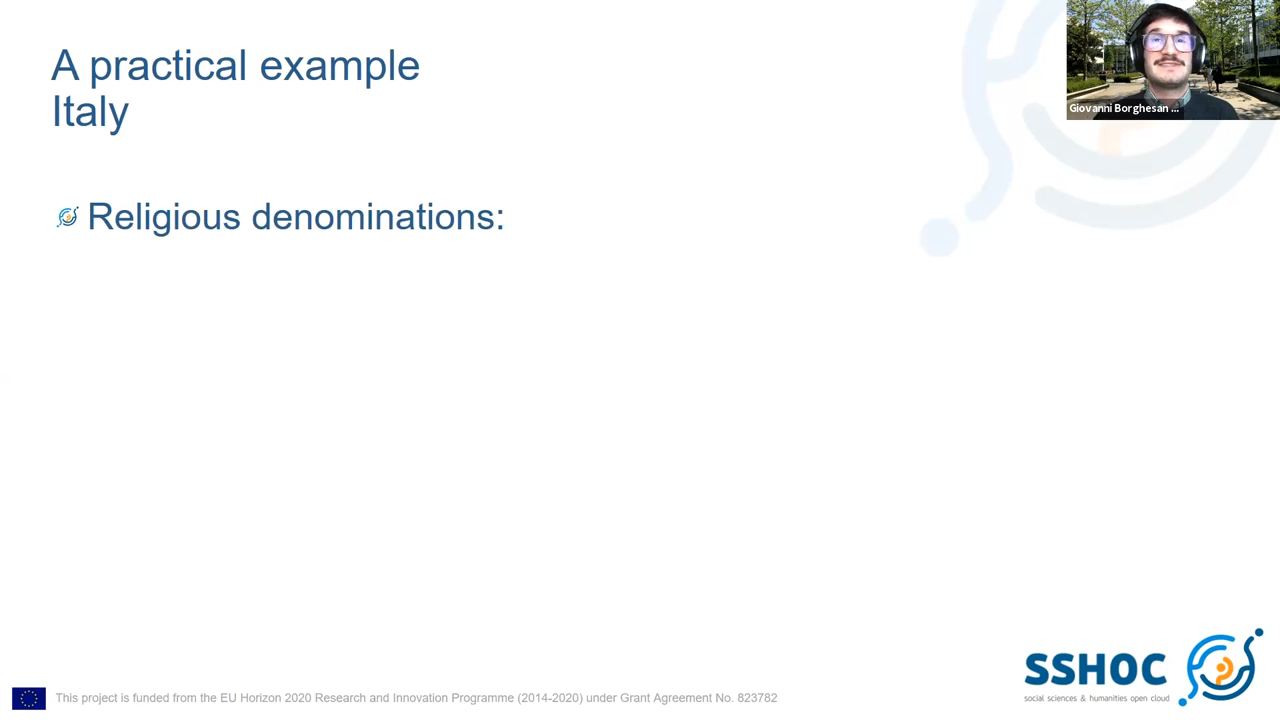 A practical example
Italy
Giovanni Borghesan ...
Religious denominations:
SSHOC
social sciences & humanities open cloud
This project is funded from the EU Horizon 2020 Research and Innovation Programme (2014-2020) under Grant Agreement No. 823782